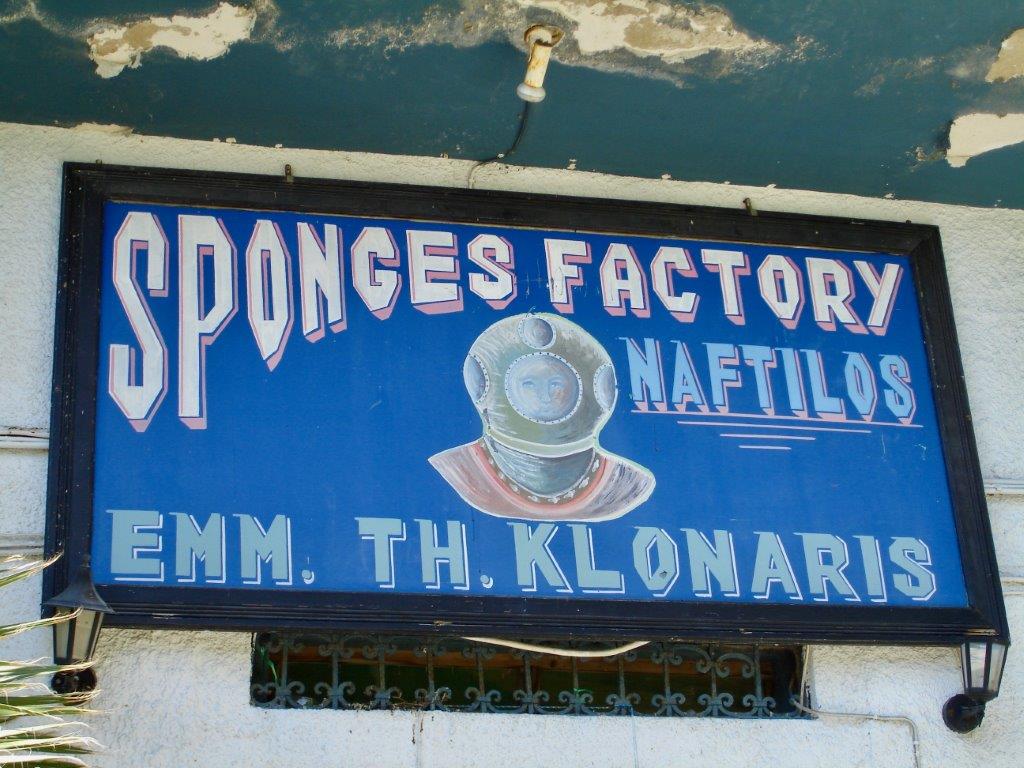 SPONGES FACTORY
NAFTILOS
EMM. TH. KLONARIS